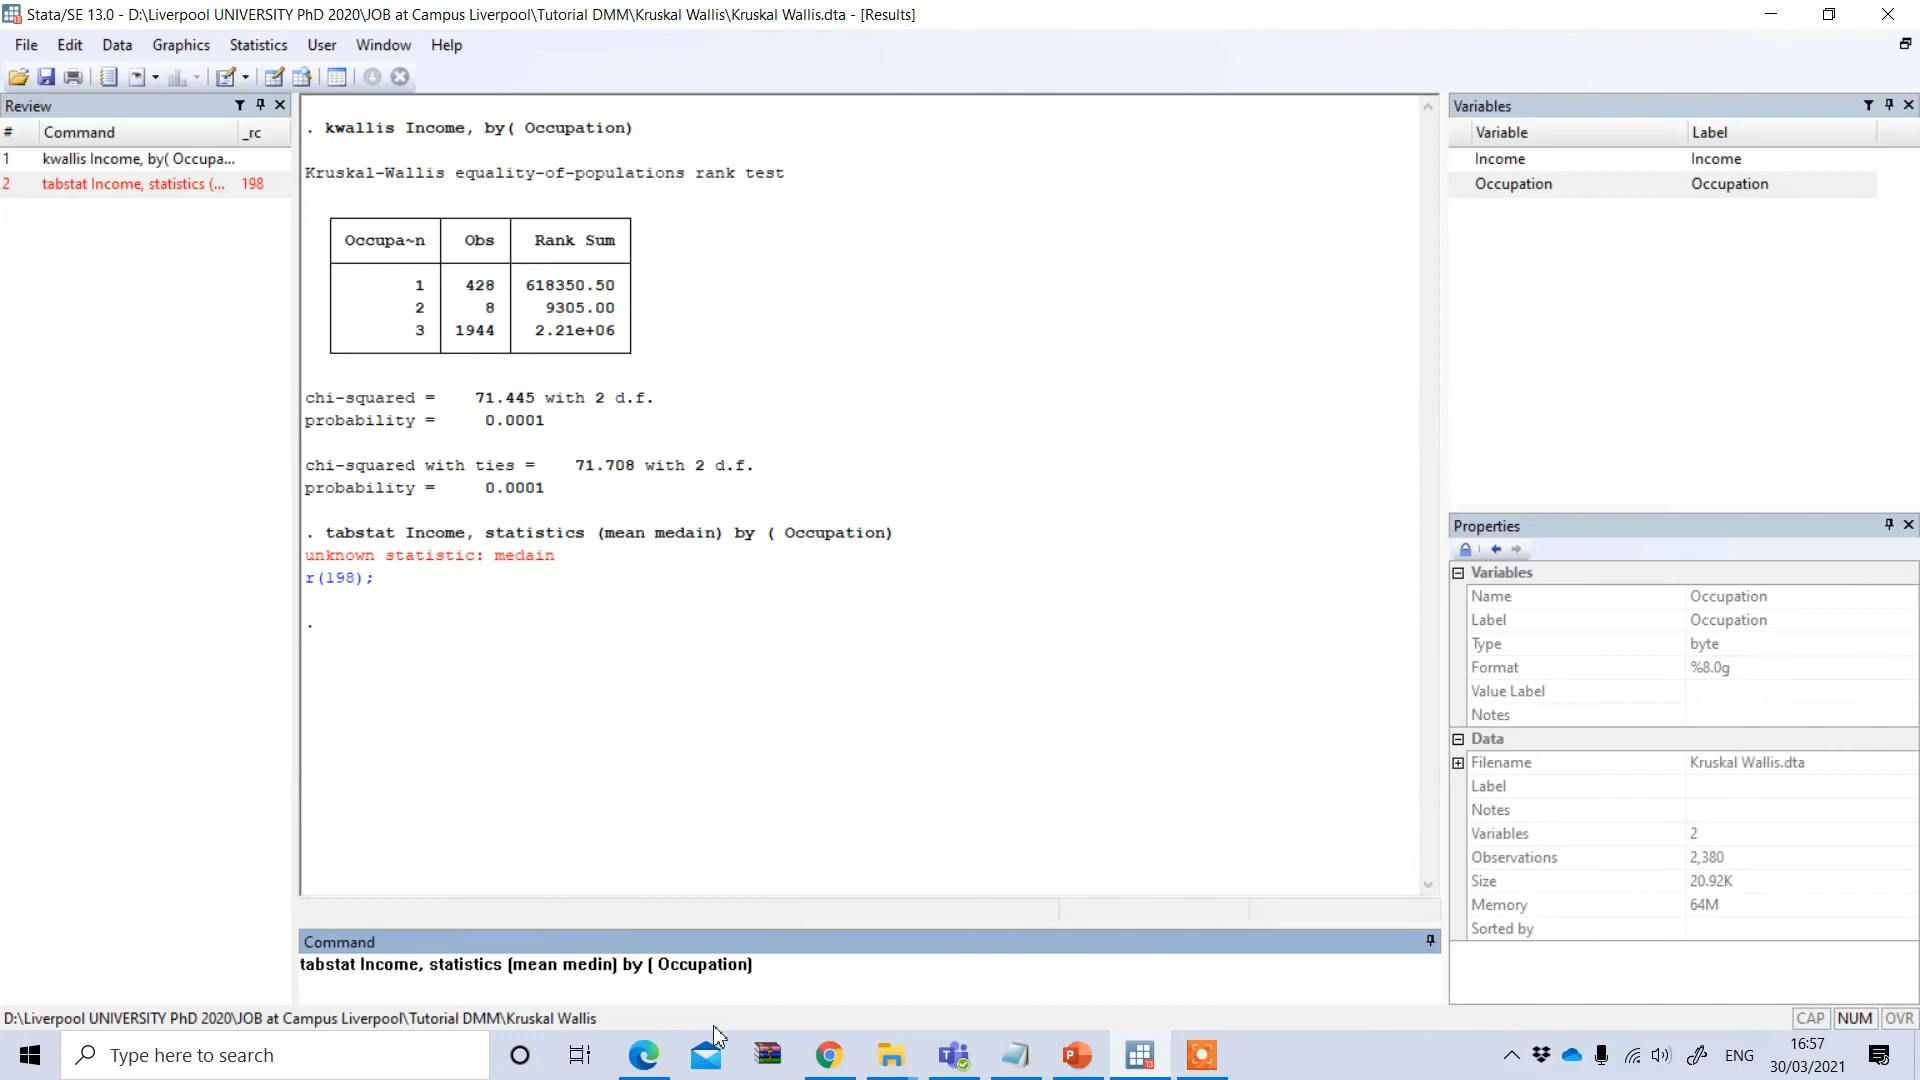 Stata/SE 13.0 - D:\Liverpool UNIVERSITY PhD 2020\JOB at Campus Liverpool\Tutorial DMM\Kruskal Wallis\Kruskal Wallis.dta - [Results]
File Edit Data Graphics Statistics User Window Help
Review
# Command _rc
1 kwallis Income, by( Occupa...
2 tabstat Income, statistics (... 198
. kwallis Income, by( Occupation)
Kruskal-Wallis equality-of-populations rank test
Occupa~n Obs Rank Sum
1 428 618350.50
2 8 9305.00
3 1944 2.21e+06
chi-squared = 71.445 with 2 d.f.
probability = 0.0001
chi-squared with ties = 71.708 with 2 d.f.
probability = 0.0001
. tabstat Income, statistics (mean medain) by ( Occupation)
unknown statistic: medain
r(198);
.
Command
tabstat Income, statistics (mean medin) by ( Occupation)
Variables
Variable Label
Income Income
Occupation Occupation
Properties
Variables
Name Occupation
Label Occupation
Type byte
Format %8.0g
Value Label
Notes
Data
Filename Kruskal Wallis.dta
Label
Notes
Variables 2
Observations 2,380
Size 20.92K
Memory 64M
Sorted by
D:\Liverpool UNIVERSITY PhD 2020\JOB at Campus Liverpool\Tutorial DMM\Kruskal Wallis
CAP NUM OVR
Type here to search
ENG
16:57
30/03/2021